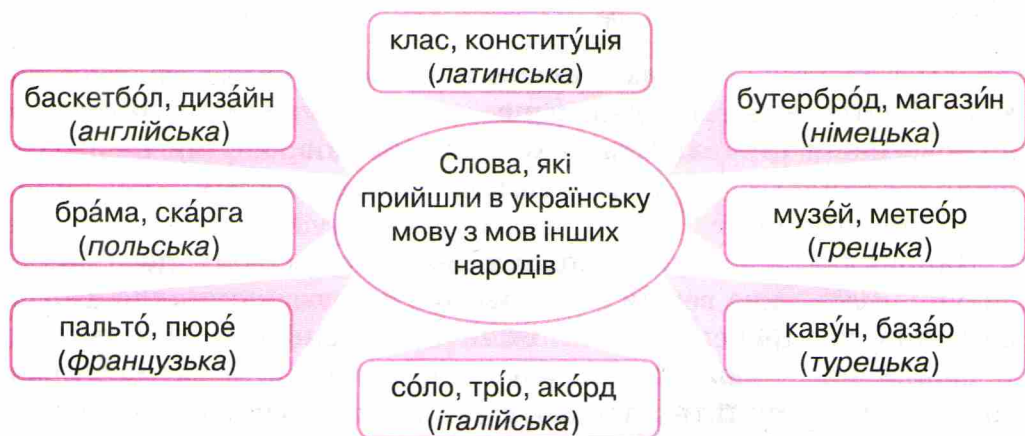 клас, конститу́ція
(латинська)
баскетбо́л, диза́йн
(англійська)
бутербро́д, магази́н
(німецька)
Слова, які
прийшли в українську
мову з мов інших
народів
бра́ма, ска́рга
(польська)
музе́й, метео́р
(грецька)
пальто́, пюре́
(французька)
каву́н, база́р
(турецька)
со́ло, трі́о, ако́рд
(італійська)